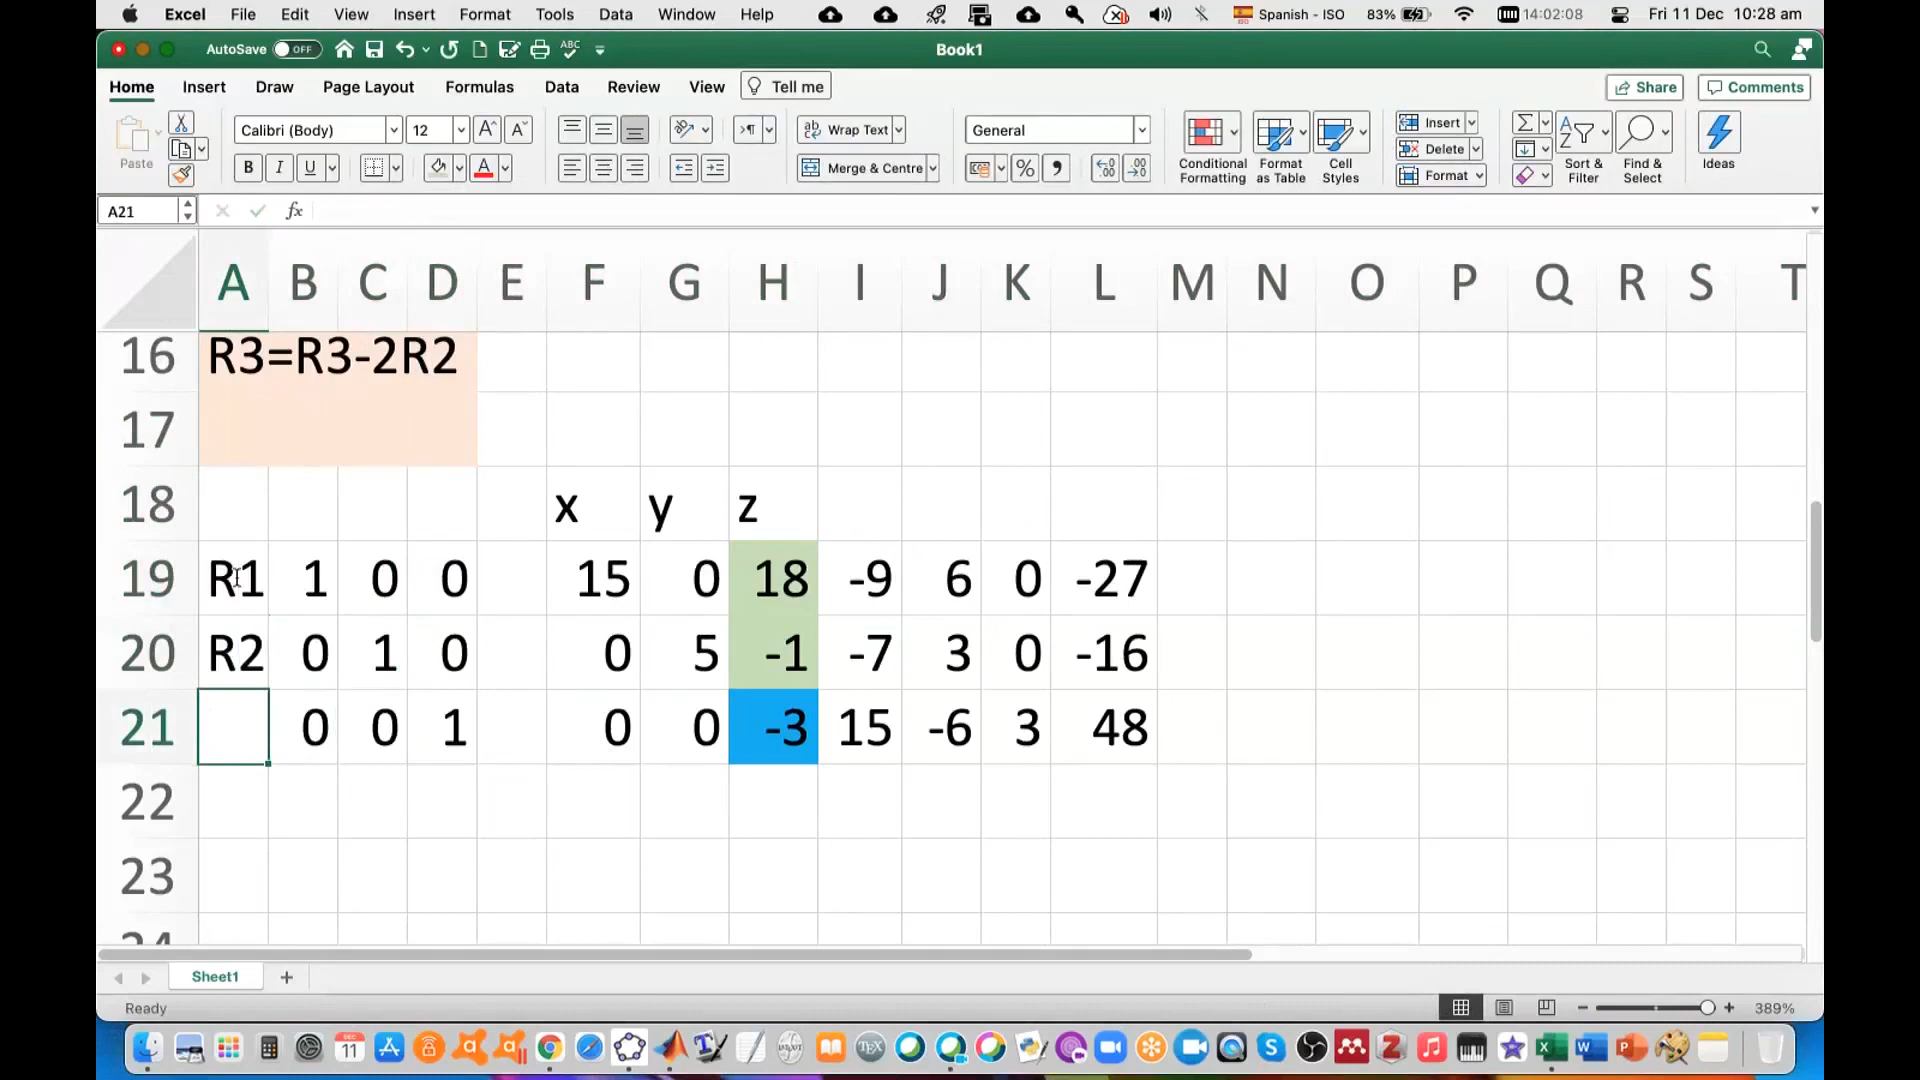 Excel File Edit View Insert Format Tools Data Window Help Spanish - ISO 83% 14:02:08 Fri 11 Dec 10:28 am
AutoSave OFF Book1
Home Insert Draw Page Layout Formulas Data Review View Tell me Share Comments
Paste Calibri (Body) 12 Wrap Text General Conditional Formatting Format as Table Cell Styles Insert Sort & Filter Find & Select Ideas
B I U Merge & Centre % Delete
Format
A21 fx
A B C D E F G H I J K L M N O P Q R S T
16 R3=R3-2R2
17
18 x y z
19 R1 1 0 0 15 0 18 -9 6 0 -27
20 R2 0 1 0 0 5 -1 -7 3 0 -16
21 0 0 1 0 0 -3 15 -6 3 48
22
23
24
Sheet1 +
Ready 389%